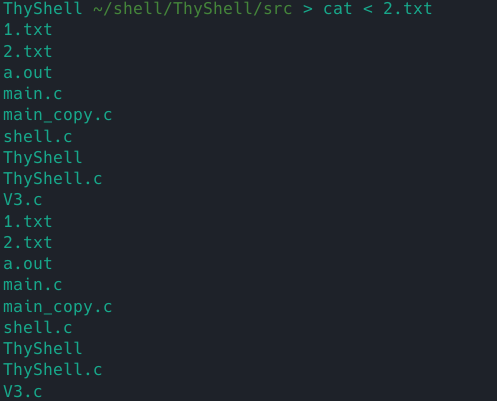 ThyShell ~/shell/ThyShell/src > cat < 2.txt
1.txt
2.txt
a.out
main.c
main_copy.c
shell.c
ThyShell
ThyShell.c
V3.c
1.txt
2.txt
a.out
main.c
main_copy.c
shell.c
ThyShell
ThyShell.c
V3.c